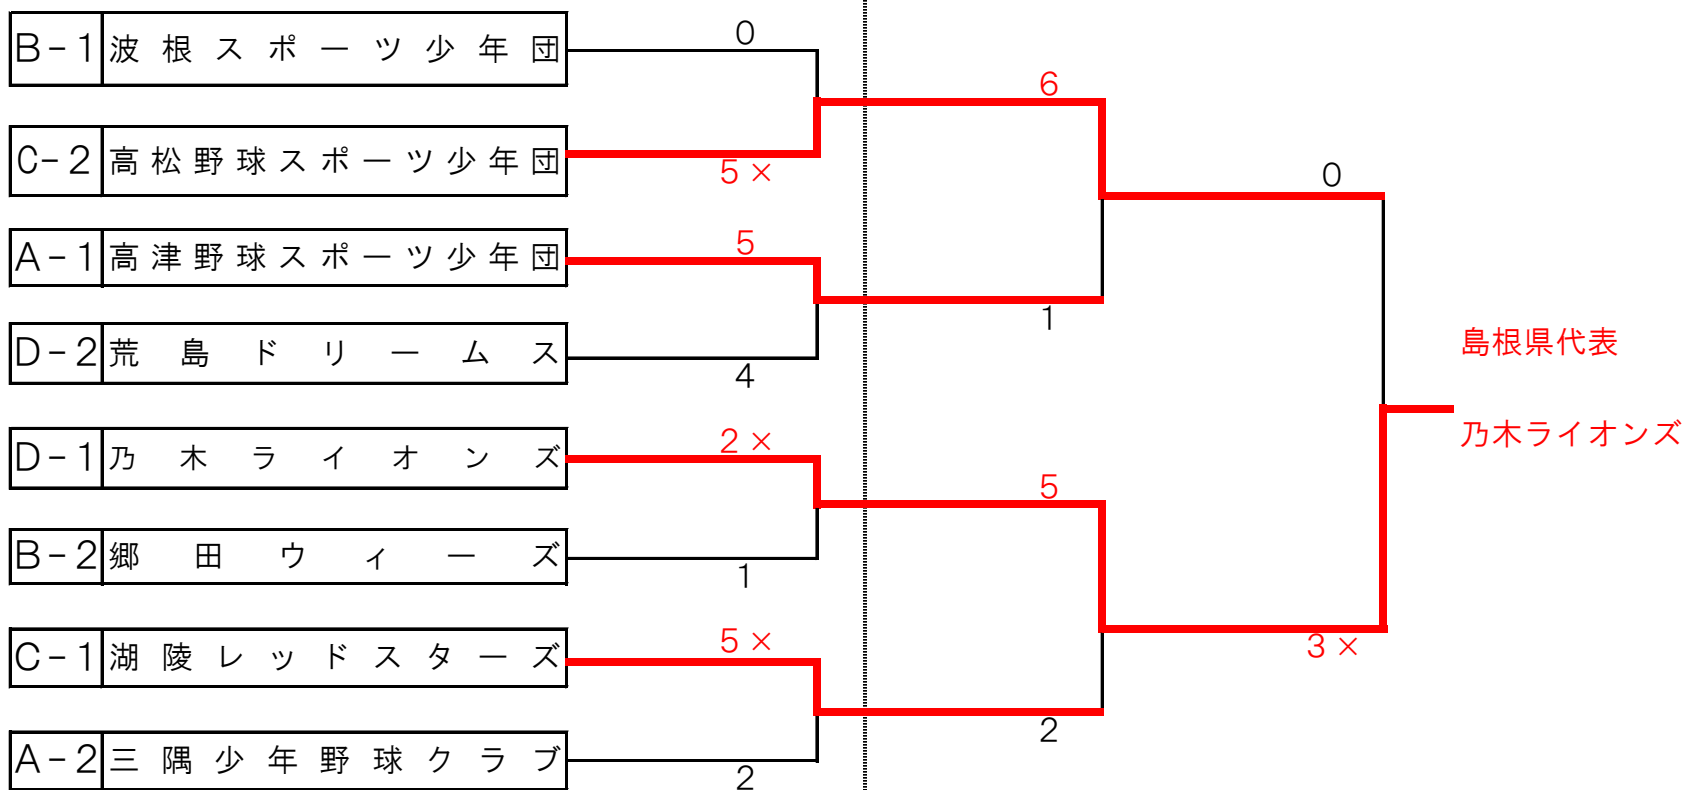 0
B-1 波根スポーツ少年団
6
C-2 高松野球スポーツ少年団
5×
0
5
A-1 高津野球スポーツ少年団
1
島根県代表
D-2 荒島ドリームス
4
乃木ライオンズ
2×
D-1 乃木ライオンズ
5
B-2 郷田ウィーズ
1
5×
3×
C-1 湖陵レッドスターズ
2
A-2 三隅少年野球クラブ
2